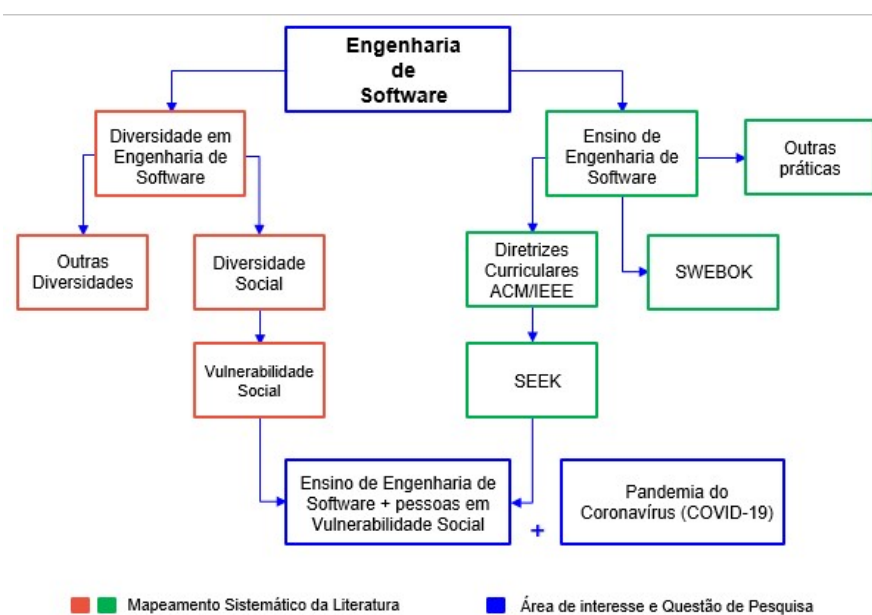 Engenharia
de
Software
Diversidade em
Engenharia de
Software
Ensino de
Engenharia de
Software
Outras
práticas
Outras
Diversidades
Diversidade
Social
Diretrizes
Curriculares
ACM/IEEE
SWEBOK
Vulnerabilidade
Social
SEEK
Ensino de Engenharia de
Software + pessoas em
Vulnerabilidade Social
+
Pandemia do
Coronavírus (COVID-19)
Mapeamento Sistemático da Literatura
Área de interesse e Questão de Pesquisa